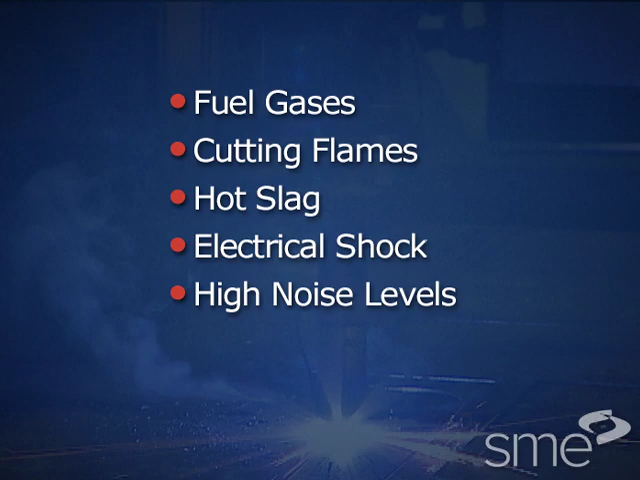 Fuel Gases
Cutting Flames
Hot Slag
Electrical Shock
High Noise Levels
sme